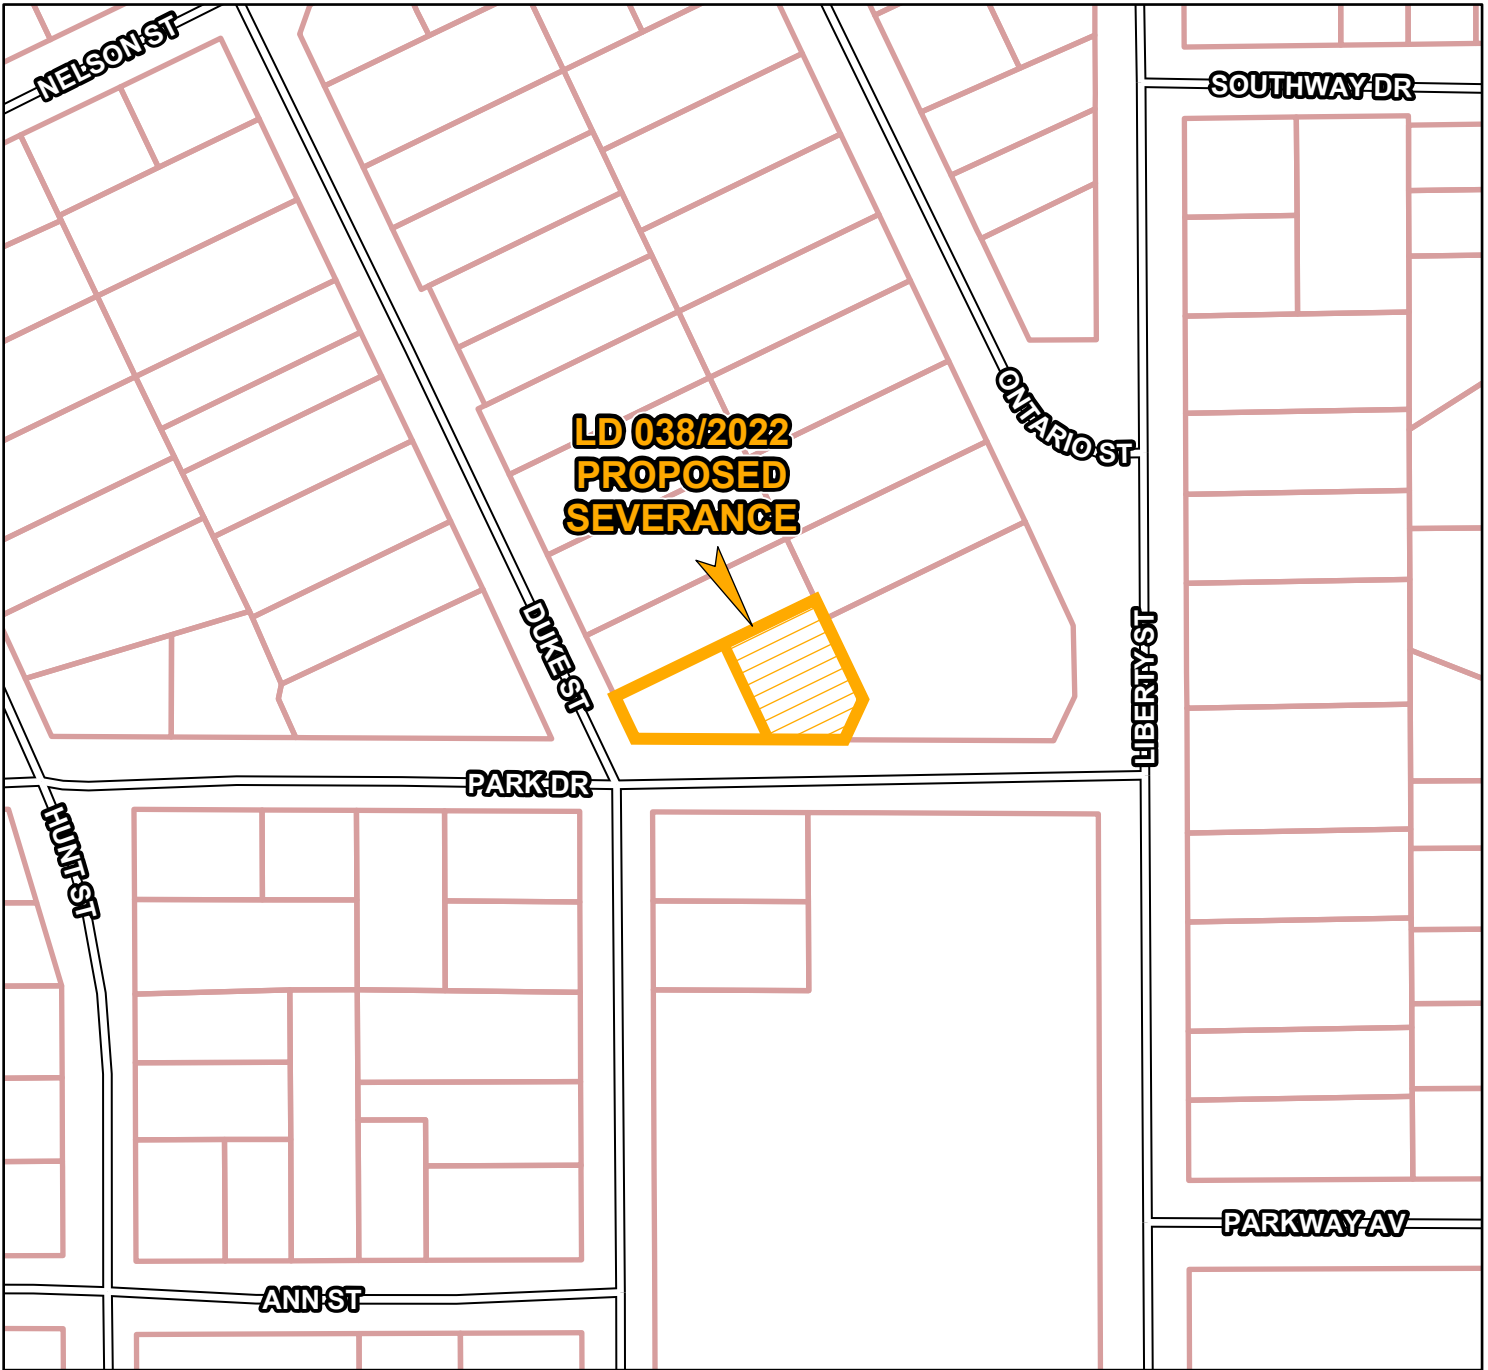 NELSON ST
SOUTHWAY DR
ONTARIO ST
LD 038/2022
PROPOSED
SEVERANCE
DUKE ST
LIBERTY ST
PARK DR
HUNT ST
PARKWAY AV
ANN ST